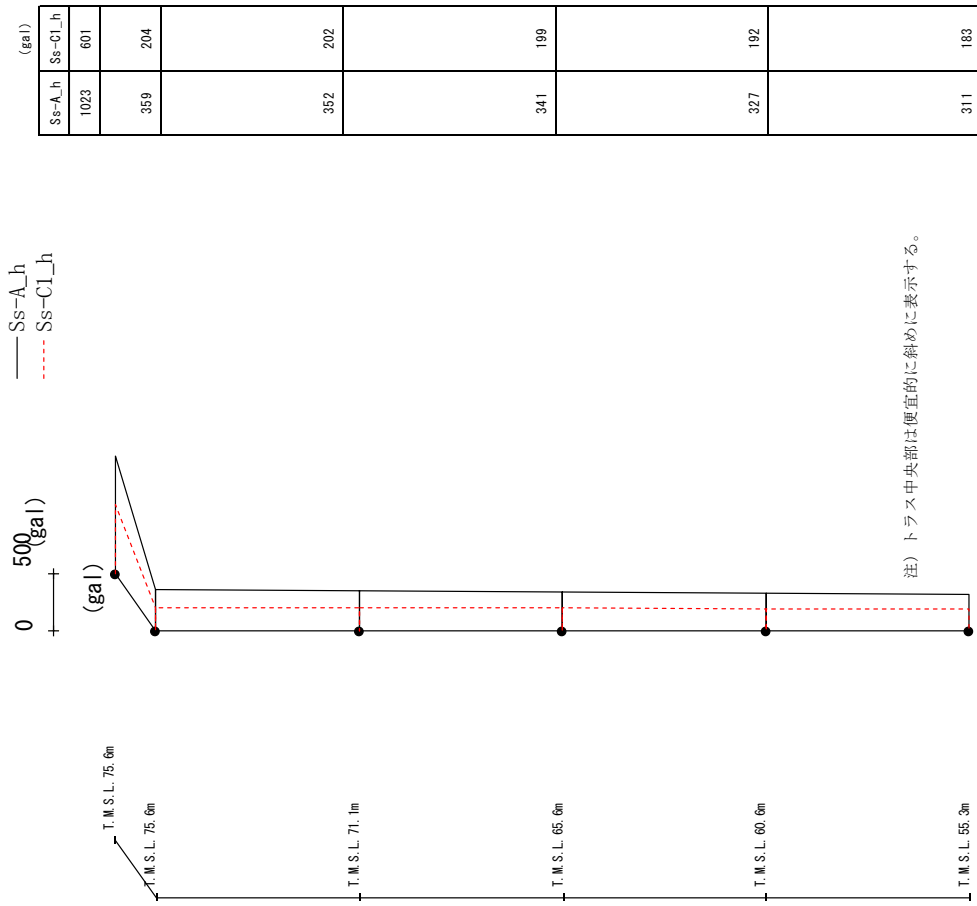 Ss-A_h
Ss-C1_h
0 500
(gal)
(gal)
T.M.S.L. 75.6m
T.M.S.L. 75.6m
T.M.S.L. 71.1m
T.M.S.L. 65.6m
T.M.S.L. 60.6m
T.M.S.L. 55.3m
(gal)
Ss-A_h Ss-C1_h
1023 601
359 204
352 202
341 199
327 192
311 183
注) トラス中央部は便宜的に斜めに表示する。